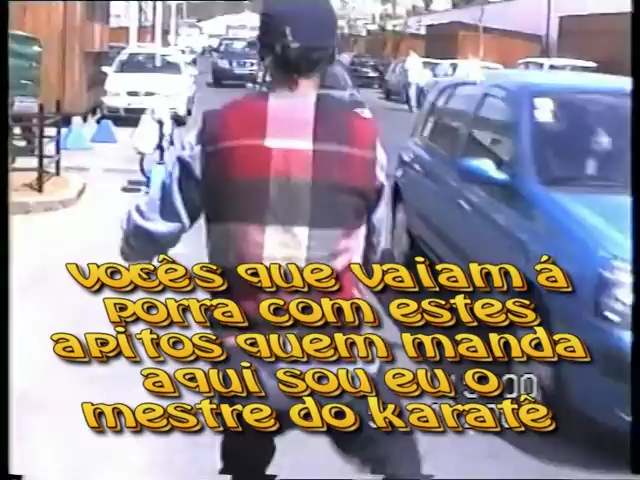 vocês que vaiam á
porra com estes
apitos quem manda
aqui sou eu o
mestre do karatê